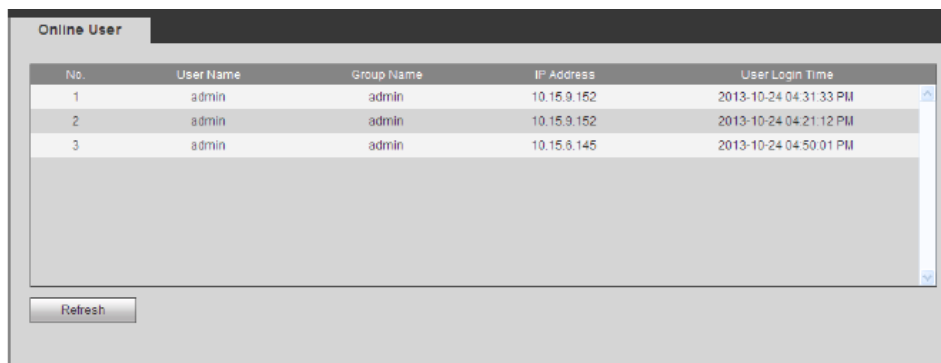 Online User
No. User Name Group Name IP Address User Login Time
1 admin admin 10.15.9.152 2013-10-24 04:31:33 PM
2 admin admin 10.15.9.152 2013-10-24 04:21:12 PM
3 admin admin 10.15.6.145 2013-10-24 04:50:01 PM
Refresh